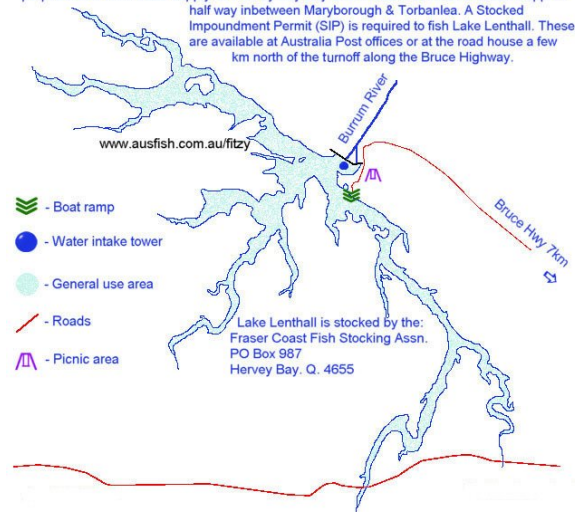 half way inbetween Maryborough & Torbanlea. A Stocked
Impoundment Permit (SIP) is required to fish Lake Lenthall. These
are available at Australia Post offices or at the road house a few
km north of the turnoff along the Bruce Highway.
Burrum River
www.ausfish.com.au/fitzy
Bruce Hwy 7km
- Boat ramp
- Water intake tower
- General use area
- Roads
- Picnic area
Lake Lenthall is stocked by the:
Fraser Coast Fish Stocking Assn.
PO Box 987
Hervey Bay. Q. 4655